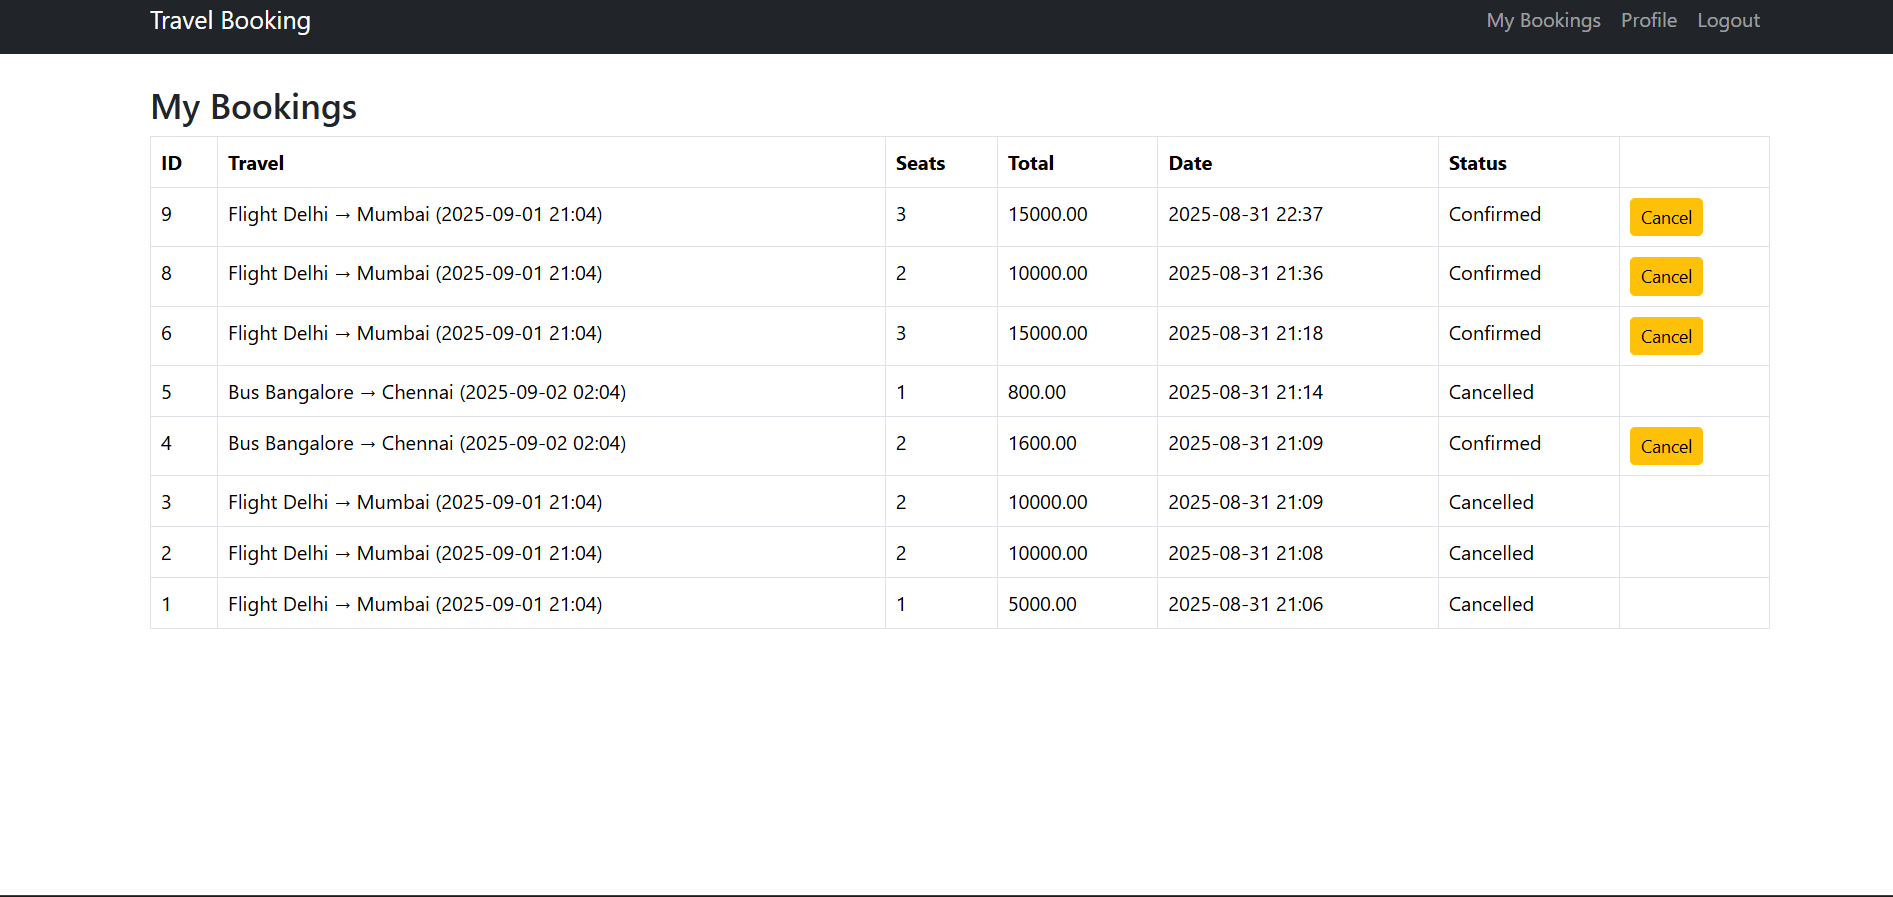 Travel Booking My Bookings Profile Logout
My Bookings
ID Travel Seats Total Date Status
9 Flight Delhi → Mumbai (2025-09-01 21:04) 3 15000.00 2025-08-31 22:37 Confirmed Cancel
8 Flight Delhi → Mumbai (2025-09-01 21:04) 2 10000.00 2025-08-31 21:36 Confirmed Cancel
6 Flight Delhi → Mumbai (2025-09-01 21:04) 3 15000.00 2025-08-31 21:18 Confirmed Cancel
5 Bus Bangalore → Chennai (2025-09-02 02:04) 1 800.00 2025-08-31 21:14 Cancelled
4 Bus Bangalore → Chennai (2025-09-02 02:04) 2 1600.00 2025-08-31 21:09 Confirmed Cancel
3 Flight Delhi → Mumbai (2025-09-01 21:04) 2 10000.00 2025-08-31 21:09 Cancelled
2 Flight Delhi → Mumbai (2025-09-01 21:04) 2 10000.00 2025-08-31 21:08 Cancelled
1 Flight Delhi → Mumbai (2025-09-01 21:04) 1 5000.00 2025-08-31 21:06 Cancelled